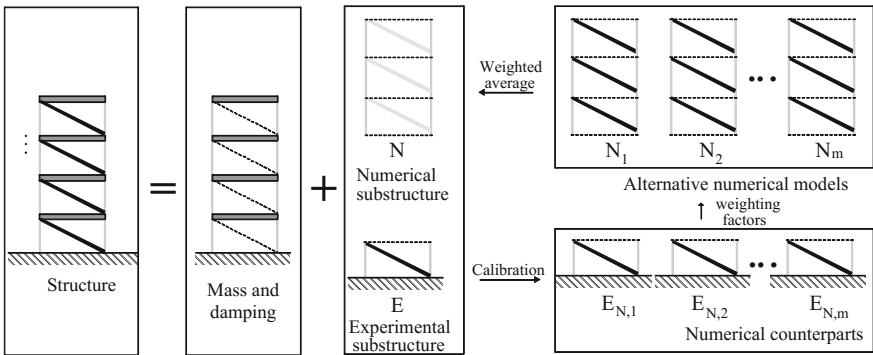 Structure
=
Mass and
damping
+
N
Numerical
substructure
E
Experimental
substructure
Weighted
average
Calibration
N1 N2 ... Nm
Alternative numerical models
weighting
factors
EN,1 EN,2 ... EN,m
Numerical counterparts